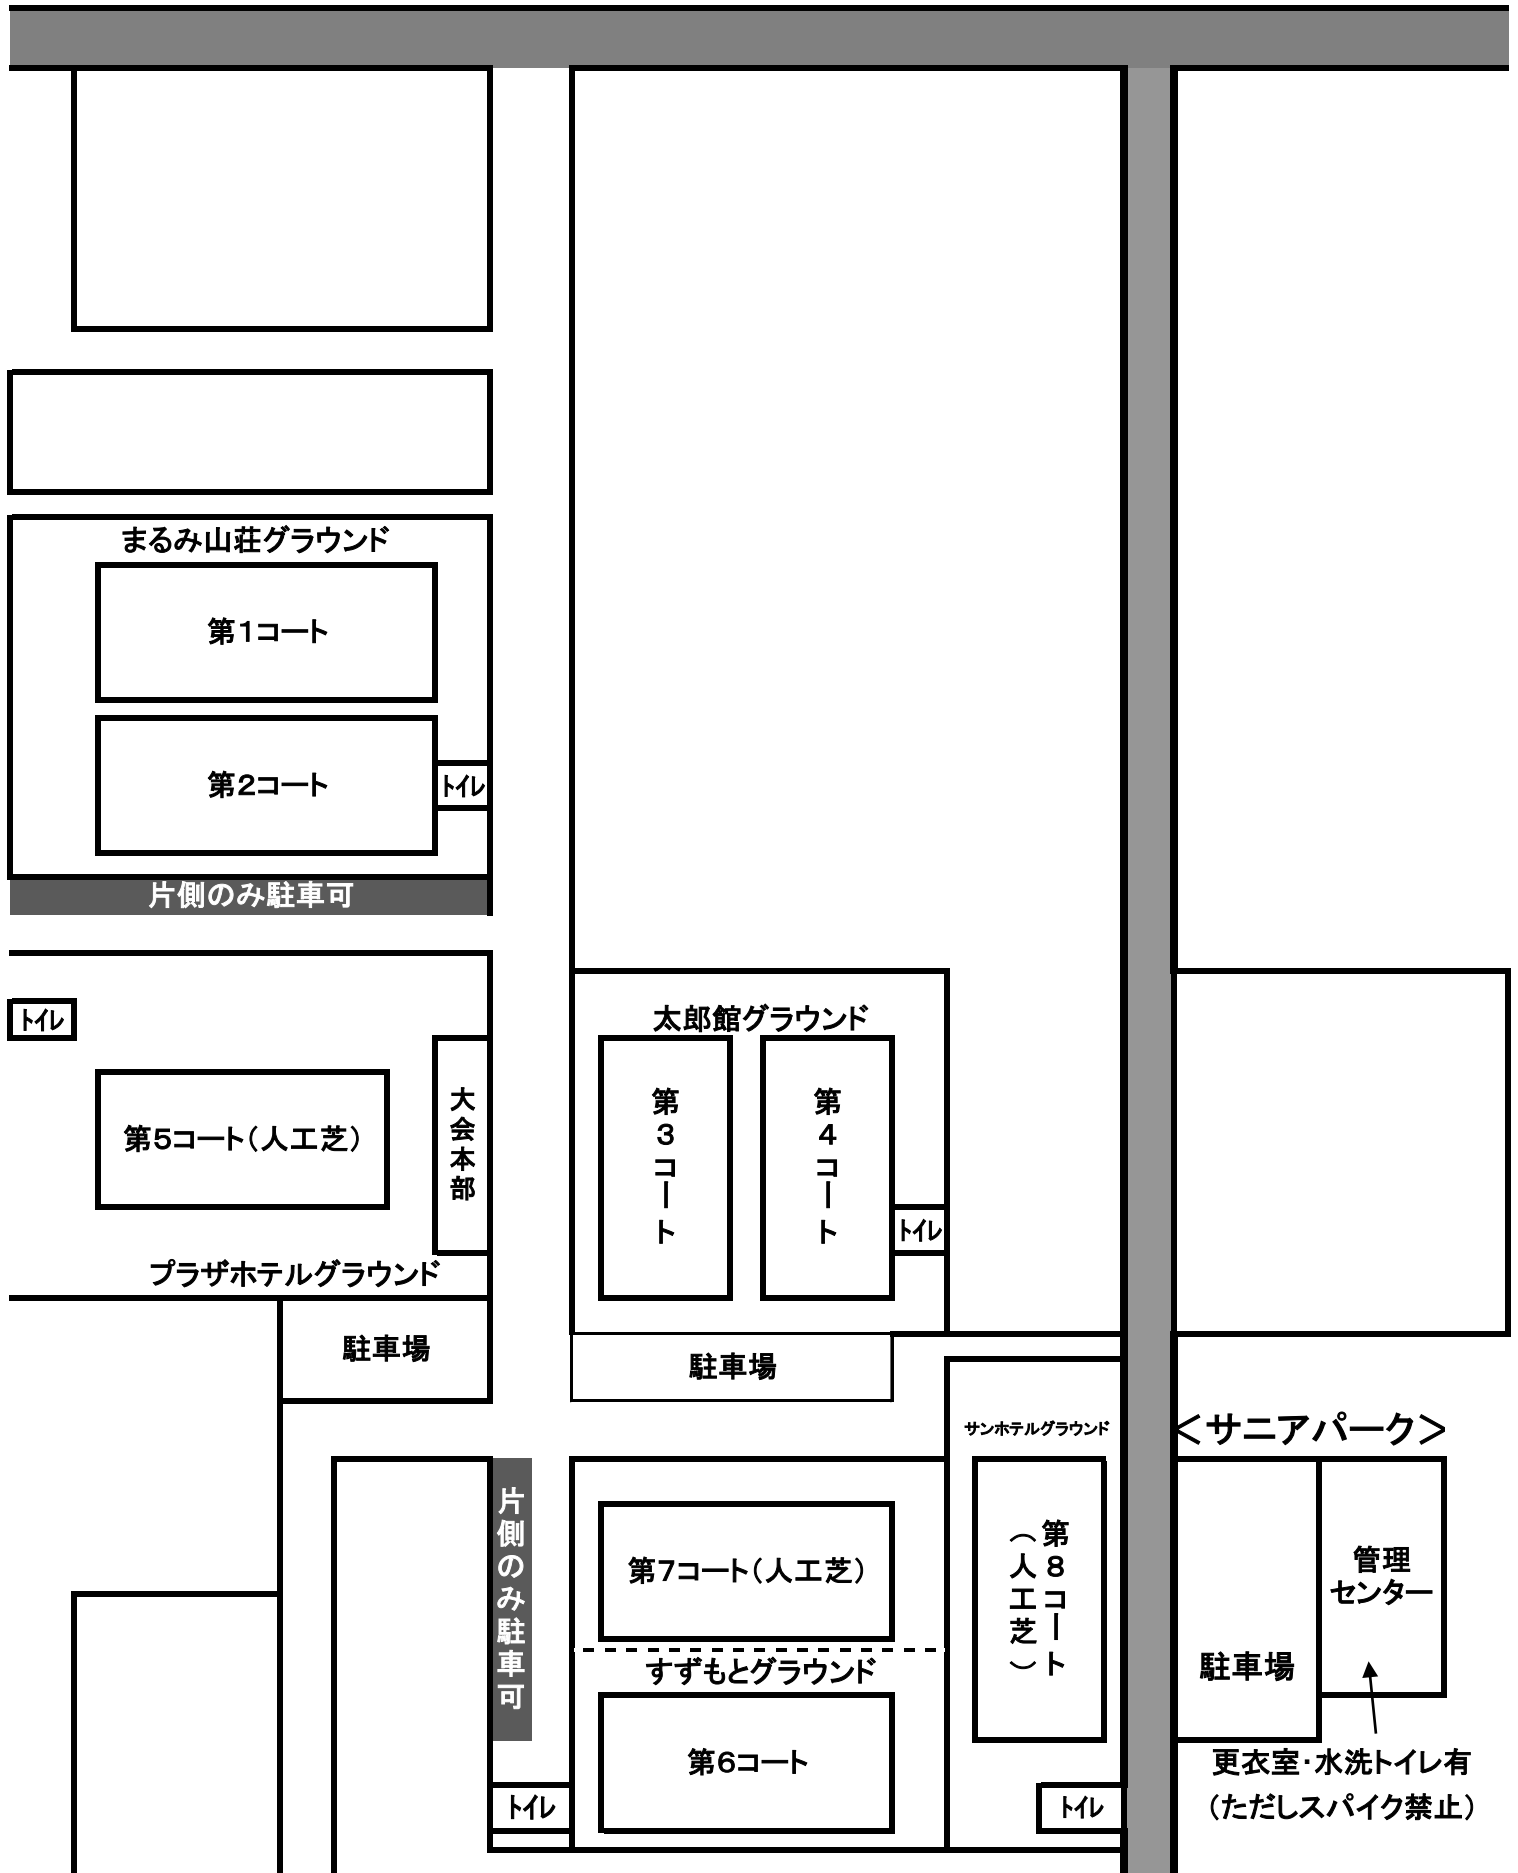 まるみ山荘グラウンド
第1コート
第2コート
トイレ
片側のみ駐車可
トイレ
第5コート(人工芝)
大会本部
プラザホテルグラウンド
駐車場
太郎館グラウンド
第3コート
第4コート
トイレ
駐車場
サンホテルグラウンド
第8コート
(人工芝)
片側のみ駐車可
第7コート(人工芝)
すずもとグラウンド
第6コート
トイレ
トイレ
<サニアパーク>
駐車場
管理
センター
更衣室・水洗トイレ有
(ただしスパイク禁止)